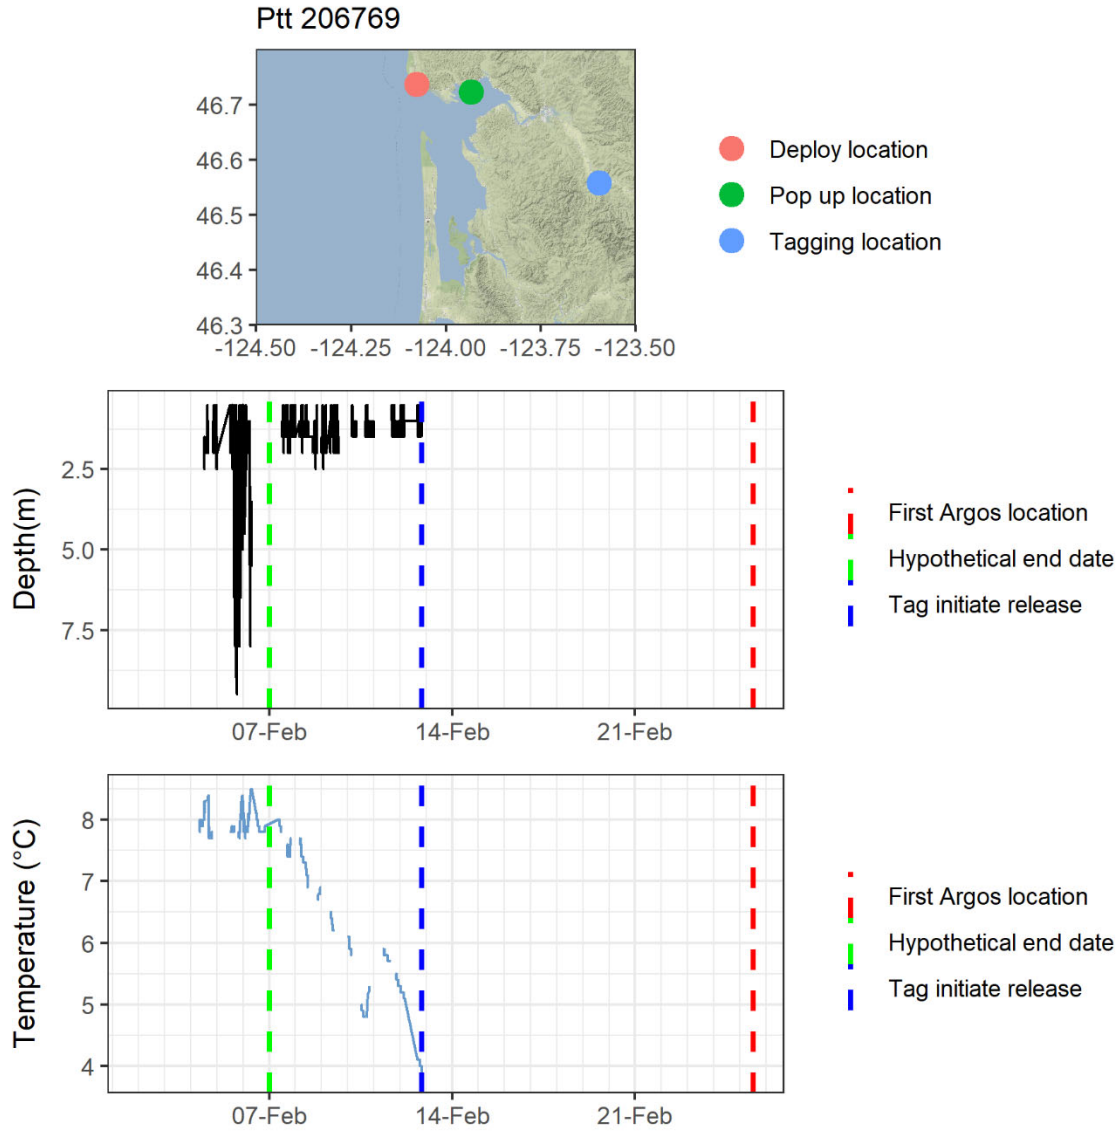 Ptt 206769
46.7
46.6
46.5
46.4
46.3
-124.50 -124.25 -124.00 -123.75 -123.50
Deploy location
Pop up location
Tagging location
Depth(m)
2.5
5.0
7.5
07-Feb 14-Feb 21-Feb
First Argos location
Hypothetical end date
Tag initiate release
Temperature (°C)
8
7
6
5
4
07-Feb 14-Feb 21-Feb
First Argos location
Hypothetical end date
Tag initiate release